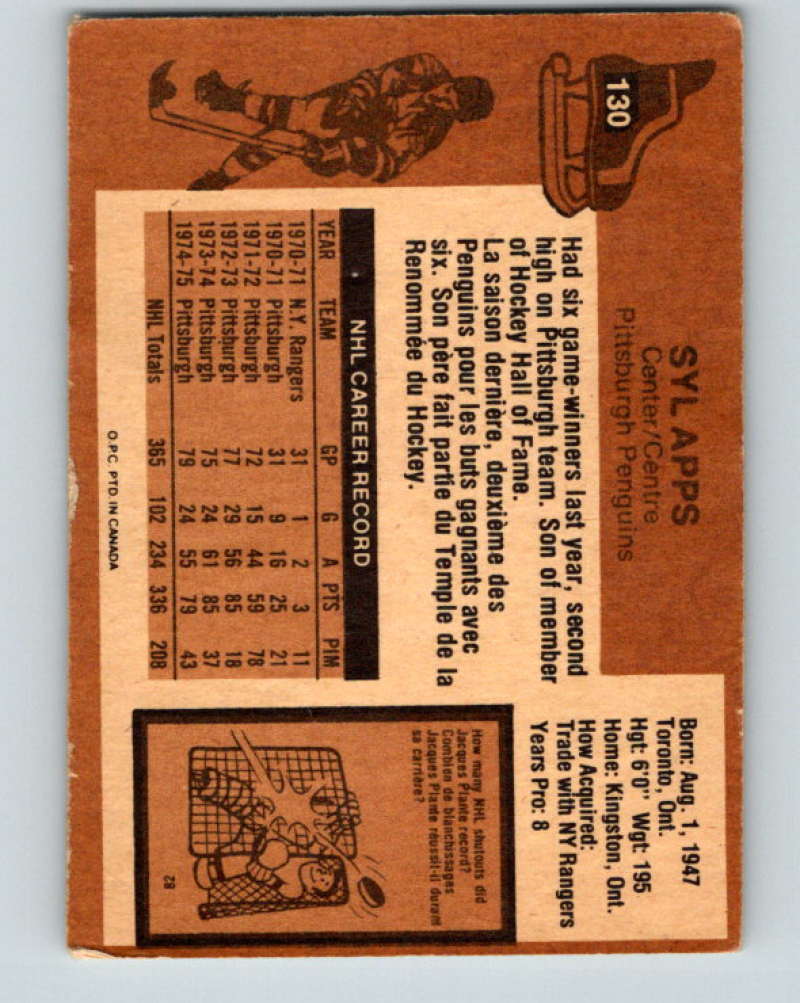 130
SYL APPS
Center/Centre
Pittsburgh Penguins
Born: Aug. 1, 1947
Toronto, Ont.
Hgt: 6'0" Wgt: 195
Home: Kingston, Ont.
How Acquired:
Trade with NY Rangers
Years Pro: 8
Had six game-winners last year, second
high on Pittsburgh team. Son of member
of Hockey Hall of Fame.
La saison dernière, deuxième des
Penguins pour les buts gagnants avec
six. Son père fait partie du Temple de la
Renommée du Hockey.
NHL CAREER RECORD
YEAR TEAM GP G A PTS PIM
1970-71 N.Y. Rangers 31 1 2 3 11
1970-71 Pittsburgh 31 9 16 25 21
1971-72 Pittsburgh 72 15 44 59 78
1972-73 Pittsburgh 77 29 56 85 18
1973-74 Pittsburgh 75 24 61 85 37
1974-75 Pittsburgh 79 24 55 79 43
NHL Totals 365 102 234 336 208
How many NHL shutouts did
Jacques Plante record?
Combien de blanchissages
Jacques Plante réussit-il durant
sa carrière?
82
O.P.C. PTD. IN CANADA